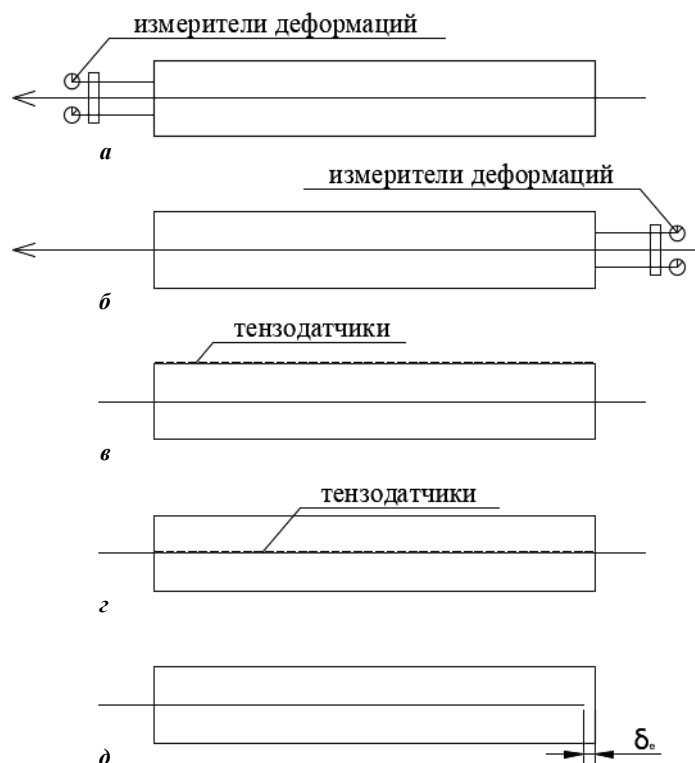 измерители деформаций
а
измерители деформаций
б
тензодатчики
в
тензодатчики
г
д